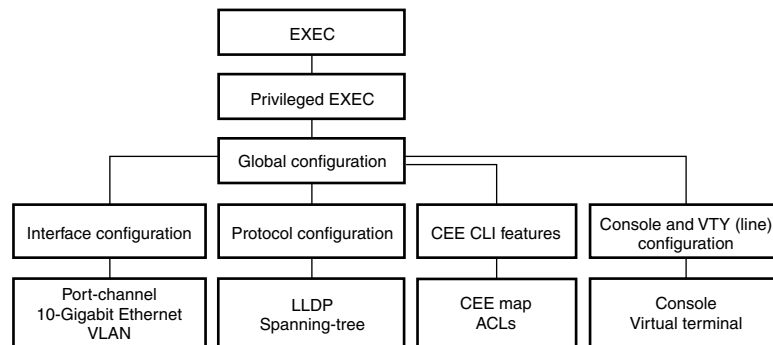 EXEC
Privileged EXEC
Global configuration
Interface configuration
Protocol configuration
CEE CLI features
Console and VTY (line)
configuration
Port-channel
10-Gigabit Ethernet
VLAN
LLDP
Spanning-tree
CEE map
ACLs
Console
Virtual terminal